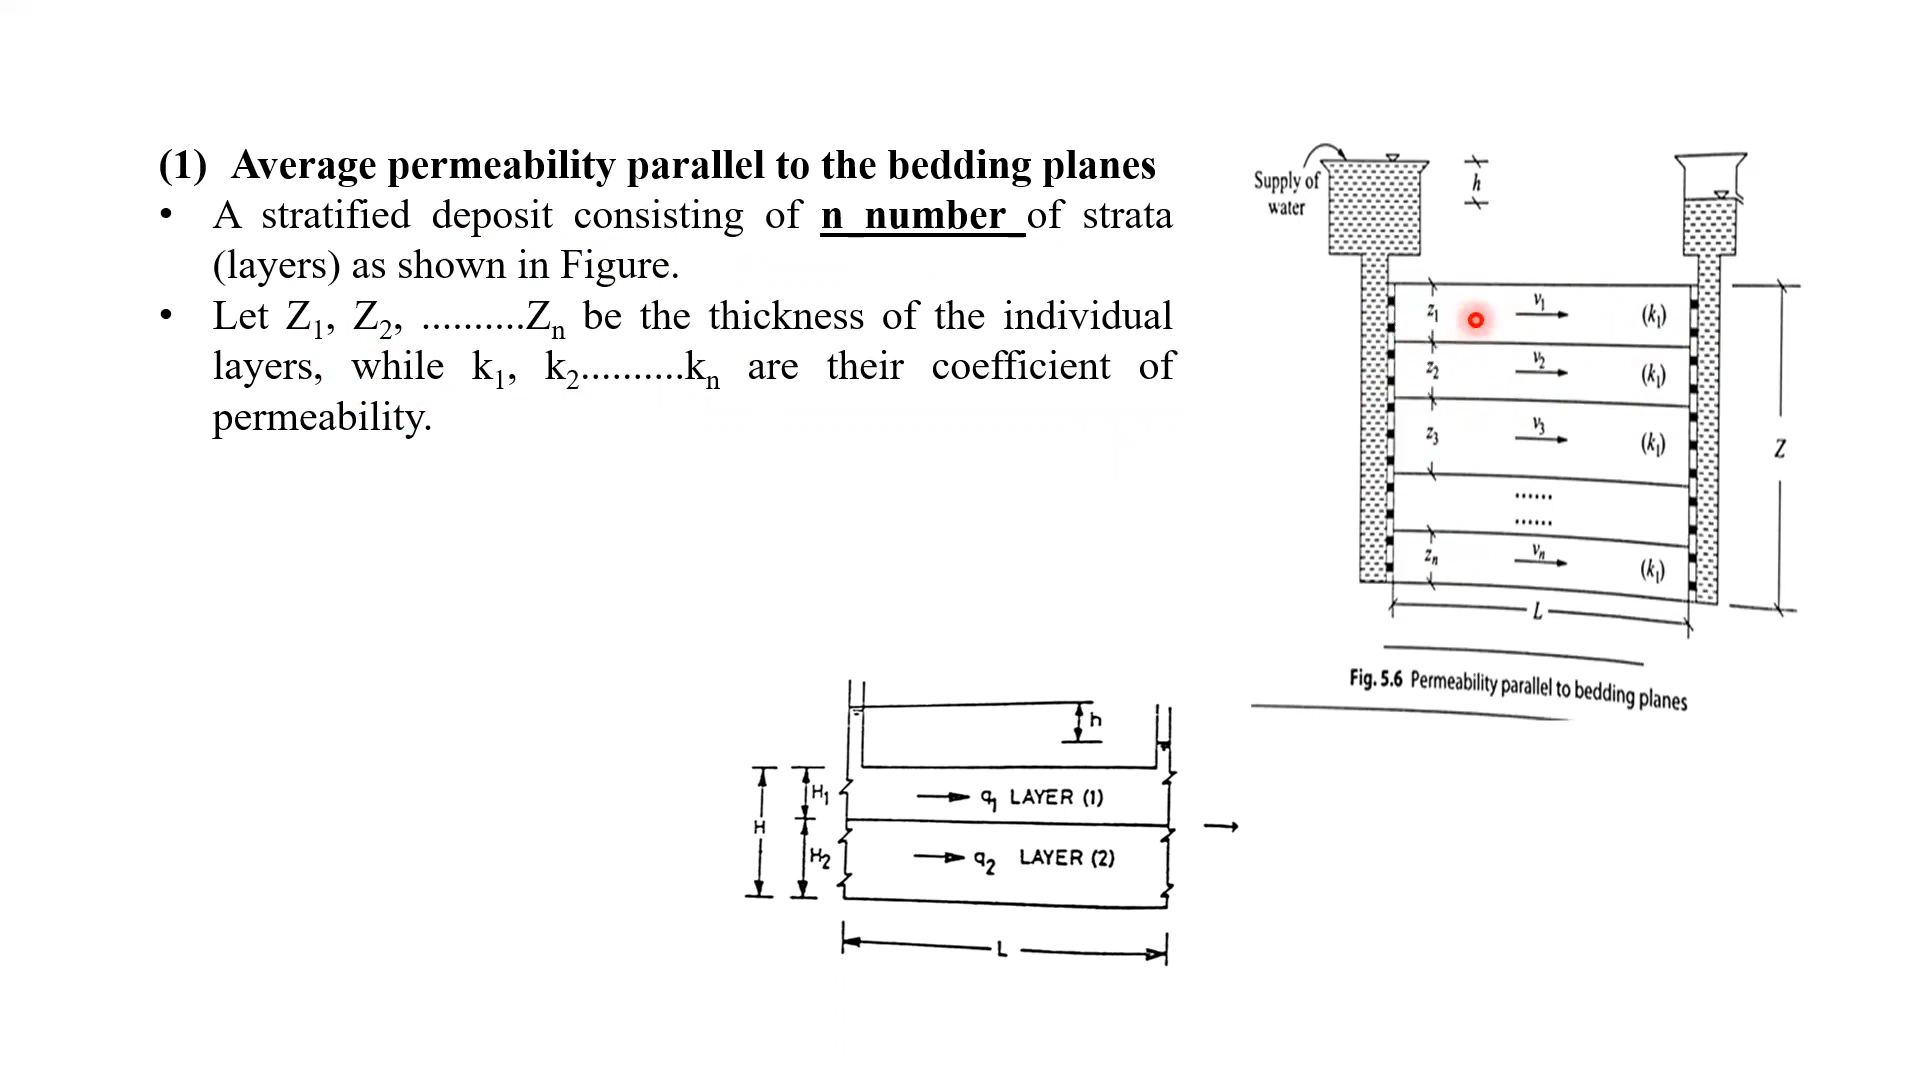 (1) Average permeability parallel to the bedding planes
• A stratified deposit consisting of n number of strata
(layers) as shown in Figure.
• Let Z₁, Z₂, ..........Zₙ be the thickness of the individual
layers, while k₁, k₂..........kₙ are their coefficient of
permeability.
Supply of
water
h
z₁ v₁ (k₁)
z₂ v₂ (k₁)
z₃ v₃ (k₁)
Z
......
......
zₙ vₙ (k₁)
L
Fig. 5.6 Permeability parallel to bedding planes
h
H₁ q₁ LAYER (1)
H
H₂ q₂ LAYER (2)
L